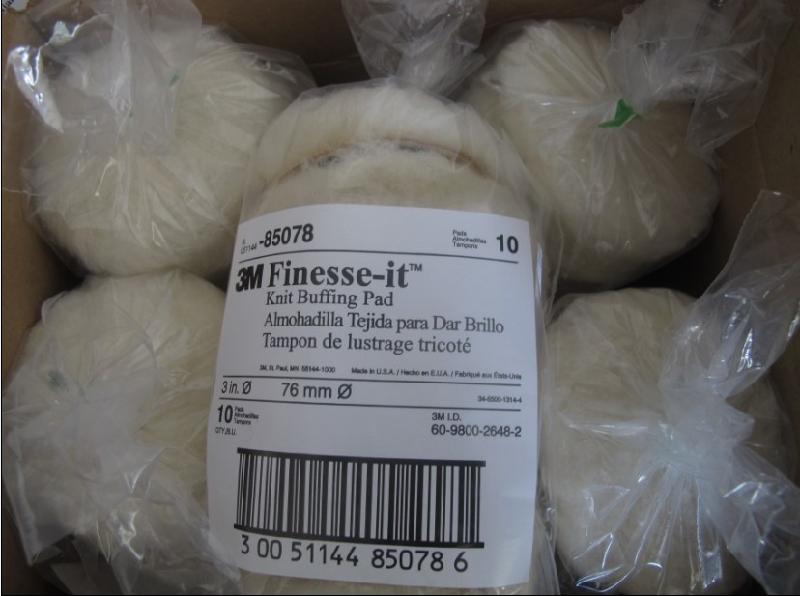 051144 -85078
Pads
Almohadillas
Tampons
10
3M Finesse-it™
Knit Buffing Pad
Almohadilla Tejida para Dar Brillo
Tampon de lustrage tricoté
3M, St. Paul, MN 55144-1000 Made in U.S.A. / Hecho en E.U.A. / Fabriqué aux États-Unis
3 in. Ø 76 mm Ø
34-8500-1314-4
10
Pads
Almohadillas
Tampons
QTY./B.U.
3M I.D.
60-9800-2648-2
3 00 51144 85078 6